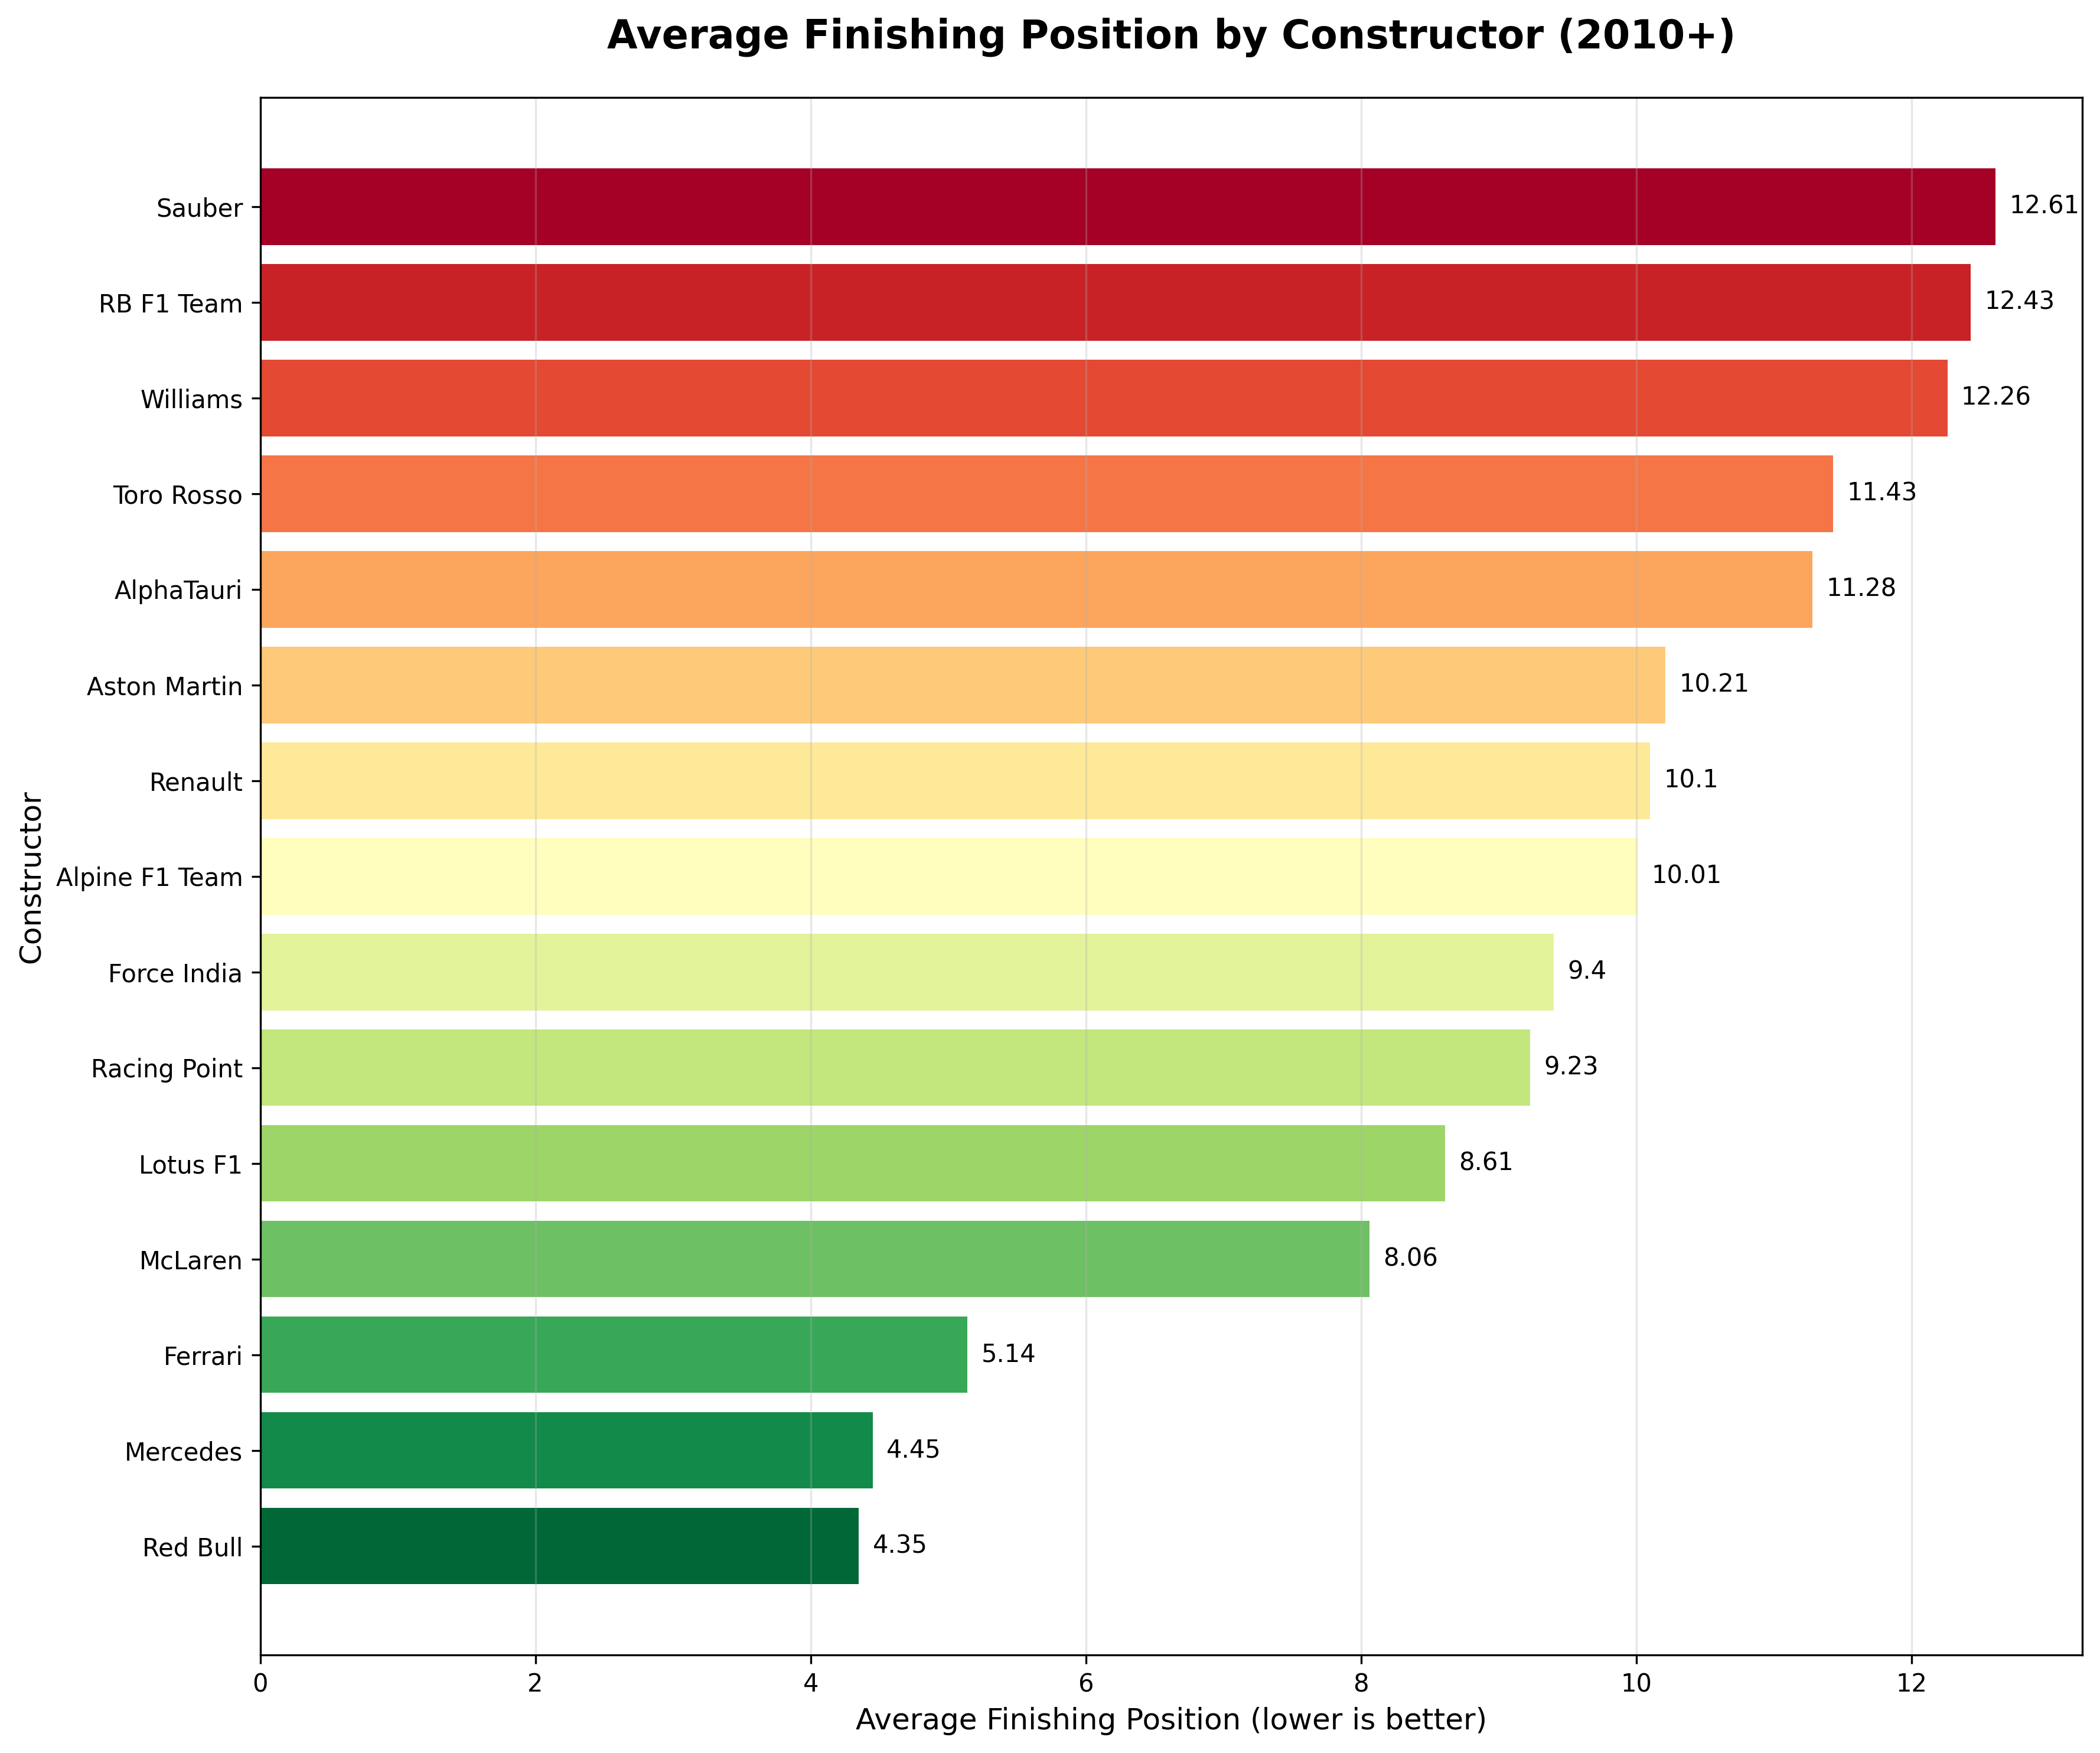 Average Finishing Position by Constructor (2010+)
Sauber 12.61
RB F1 Team 12.43
Williams 12.26
Toro Rosso 11.43
AlphaTauri 11.28
Aston Martin 10.21
Renault 10.1
Alpine F1 Team 10.01
Force India 9.4
Racing Point 9.23
Lotus F1 8.61
McLaren 8.06
Ferrari 5.14
Mercedes 4.45
Red Bull 4.35
Constructor
0 2 4 6 8 10 12
Average Finishing Position (lower is better)